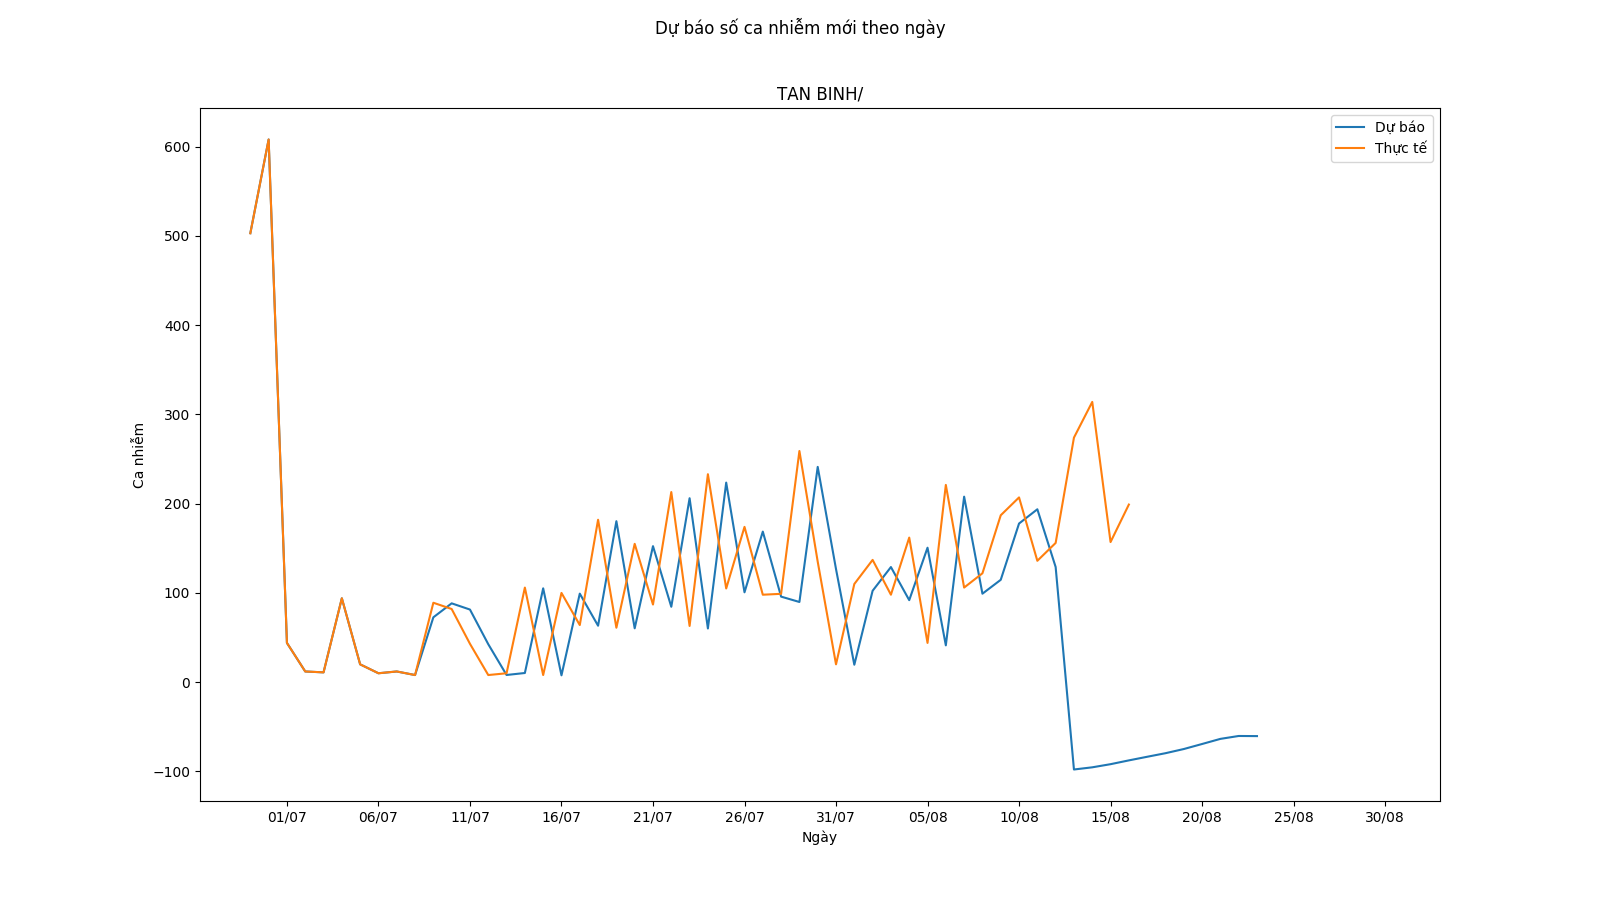 Dự báo số ca nhiễm mới theo ngày
TAN BINH/
Dự báo
Thực tế
Ca nhiễm
600
500
400
300
200
100
0
−100
01/07 06/07 11/07 16/07 21/07 26/07 31/07 05/08 10/08 15/08 20/08 25/08 30/08
Ngày